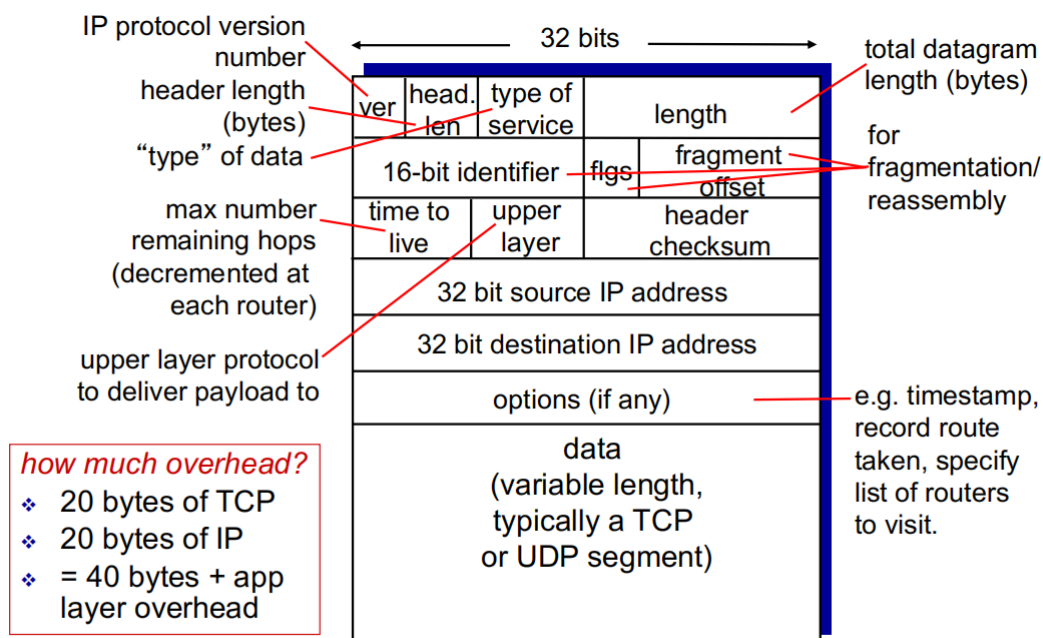 IP protocol version
number
header length
(bytes)
“type” of data
max number
remaining hops
(decremented at
each router)
upper layer protocol
to deliver payload to
how much overhead?
❖ 20 bytes of TCP
❖ 20 bytes of IP
❖ = 40 bytes + app
layer overhead
32 bits
ver
head.
len
type of
service
length
16-bit identifier
flgs
fragment
offset
time to
live
upper
layer
header
checksum
32 bit source IP address
32 bit destination IP address
options (if any)
data
(variable length,
typically a TCP
or UDP segment)
total datagram
length (bytes)
for
fragmentation/
reassembly
e.g. timestamp,
record route
taken, specify
list of routers
to visit.